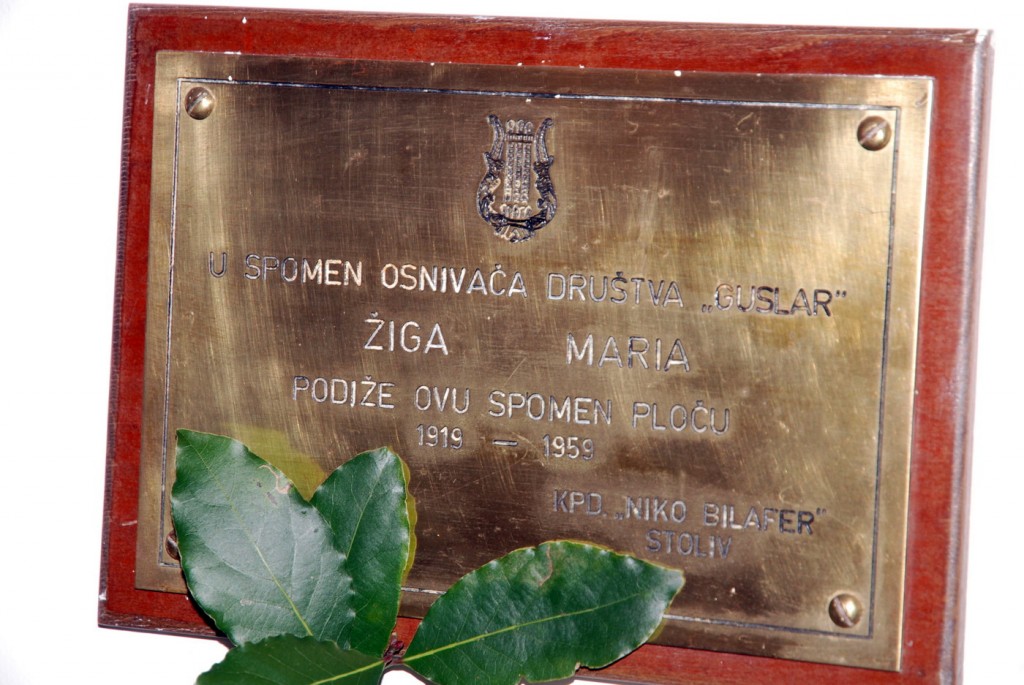 U SPOMEN OSNIVAČA DRUŠTVA „GUSLAR”
ŽIGA MARIA
PODIŽE OVU SPOMEN PLOČU
1919 — 1959
KPD. „NIKO BILAFER”
STOLIV